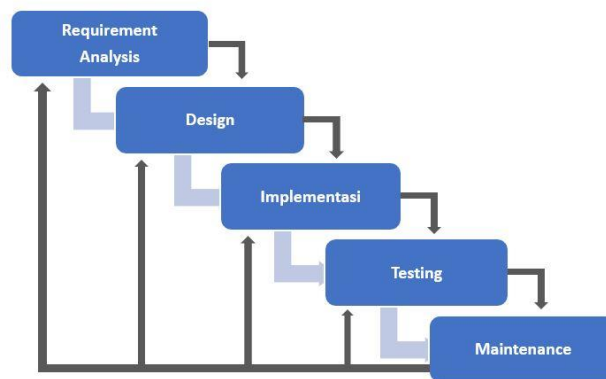 Requirement
Analysis
Design
Implementasi
Testing
Maintenance